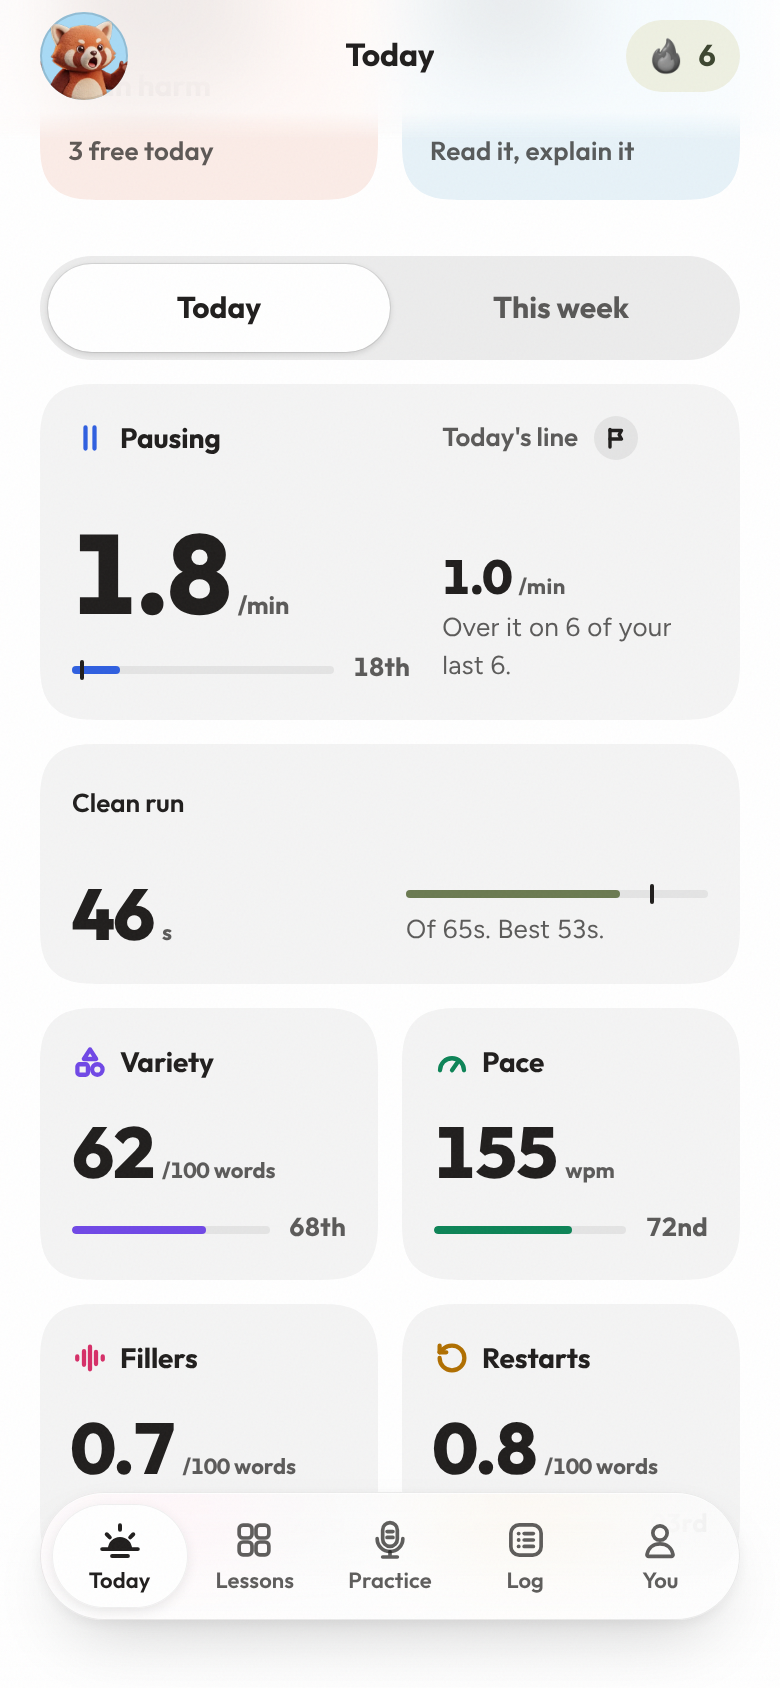 Today
6
harm
3 free today
Read it, explain it
Today
This week
Pausing
Today's line
1.8 /min
18th
1.0 /min
Over it on 6 of your
last 6.
Clean run
46 s
Of 65s. Best 53s.
Variety
62 /100 words
68th
Pace
155 wpm
72nd
Fillers
0.7 /100 words
Restarts
0.8 /100 words
Today
Lessons
Practice
Log
You